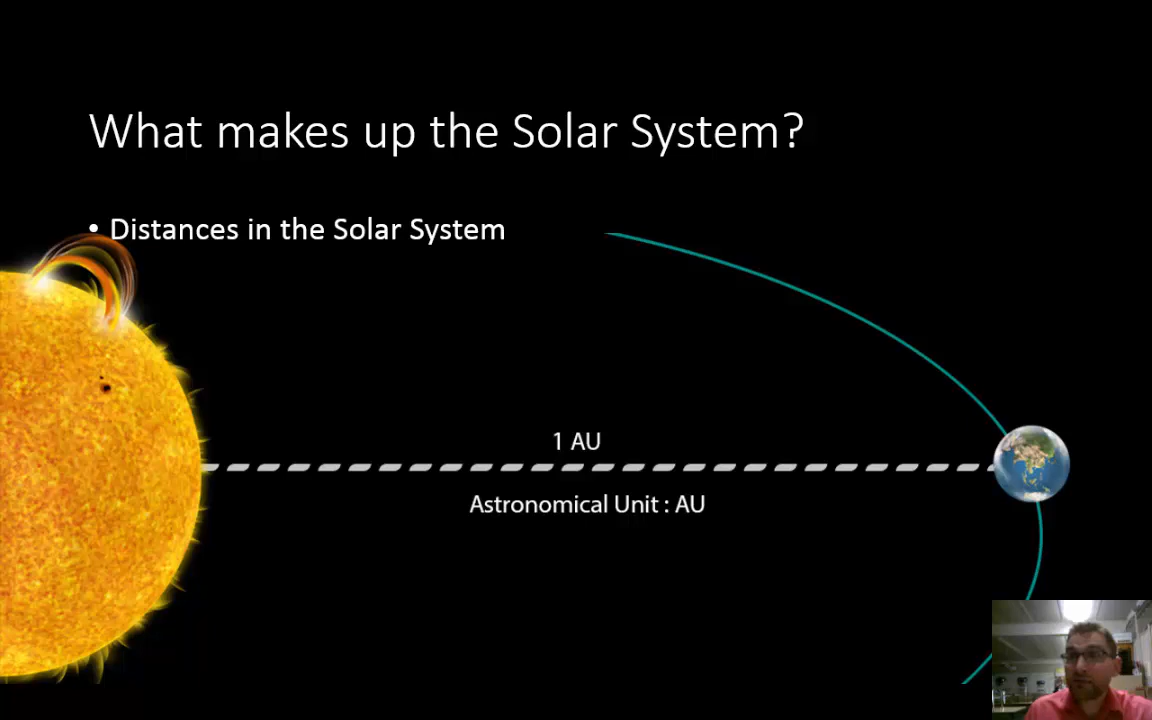 What makes up the Solar System?
• Distances in the Solar System
1 AU
Astronomical Unit : AU